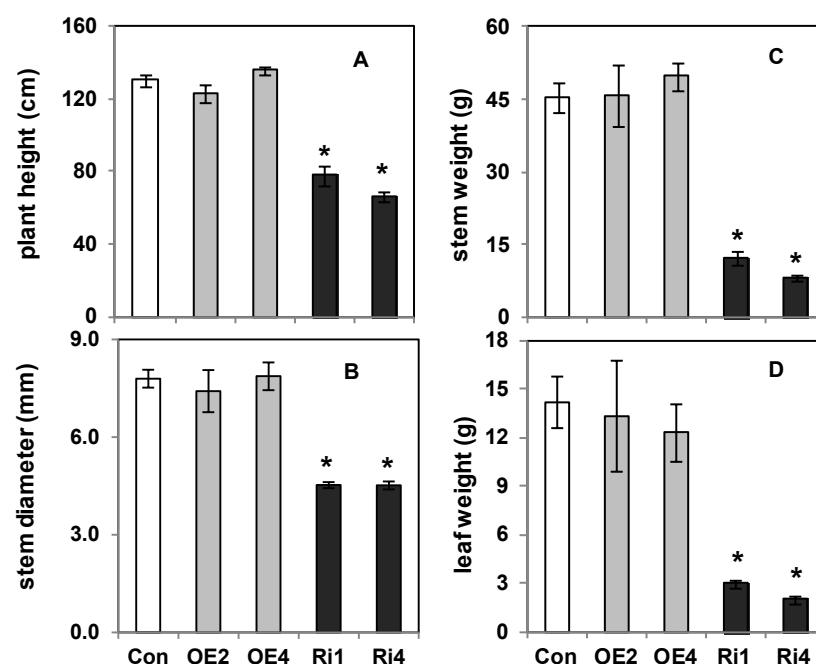 plant height (cm)
160
120
80
40
0
A
*
*
stem weight (g)
60
45
30
15
0
C
*
*
stem diameter (mm)
9.0
6.0
3.0
0.0
B
*
*
Con OE2 OE4 Ri1 Ri4
leaf weight (g)
18
15
12
9
6
3
0
D
*
*
Con OE2 OE4 Ri1 Ri4